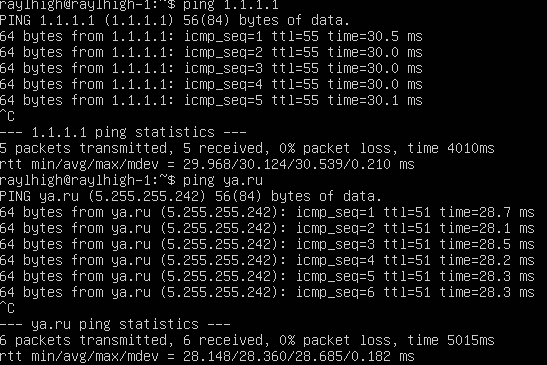 raylhigh@raylhigh-1:~$ ping 1.1.1.1
PING 1.1.1.1 (1.1.1.1) 56(84) bytes of data.
64 bytes from 1.1.1.1: icmp_seq=1 ttl=55 time=30.5 ms
64 bytes from 1.1.1.1: icmp_seq=2 ttl=55 time=30.0 ms
64 bytes from 1.1.1.1: icmp_seq=3 ttl=55 time=30.0 ms
64 bytes from 1.1.1.1: icmp_seq=4 ttl=55 time=30.0 ms
64 bytes from 1.1.1.1: icmp_seq=5 ttl=55 time=30.1 ms
^C
--- 1.1.1.1 ping statistics ---
5 packets transmitted, 5 received, 0% packet loss, time 4010ms
rtt min/avg/max/mdev = 29.968/30.124/30.539/0.210 ms
raylhigh@raylhigh-1:~$ ping ya.ru
PING ya.ru (5.255.255.242) 56(84) bytes of data.
64 bytes from ya.ru (5.255.255.242): icmp_seq=1 ttl=51 time=28.7 ms
64 bytes from ya.ru (5.255.255.242): icmp_seq=2 ttl=51 time=28.1 ms
64 bytes from ya.ru (5.255.255.242): icmp_seq=3 ttl=51 time=28.5 ms
64 bytes from ya.ru (5.255.255.242): icmp_seq=4 ttl=51 time=28.2 ms
64 bytes from ya.ru (5.255.255.242): icmp_seq=5 ttl=51 time=28.3 ms
64 bytes from ya.ru (5.255.255.242): icmp_seq=6 ttl=51 time=28.3 ms
^C
--- ya.ru ping statistics ---
6 packets transmitted, 6 received, 0% packet loss, time 5015ms
rtt min/avg/max/mdev = 28.148/28.360/28.685/0.182 ms